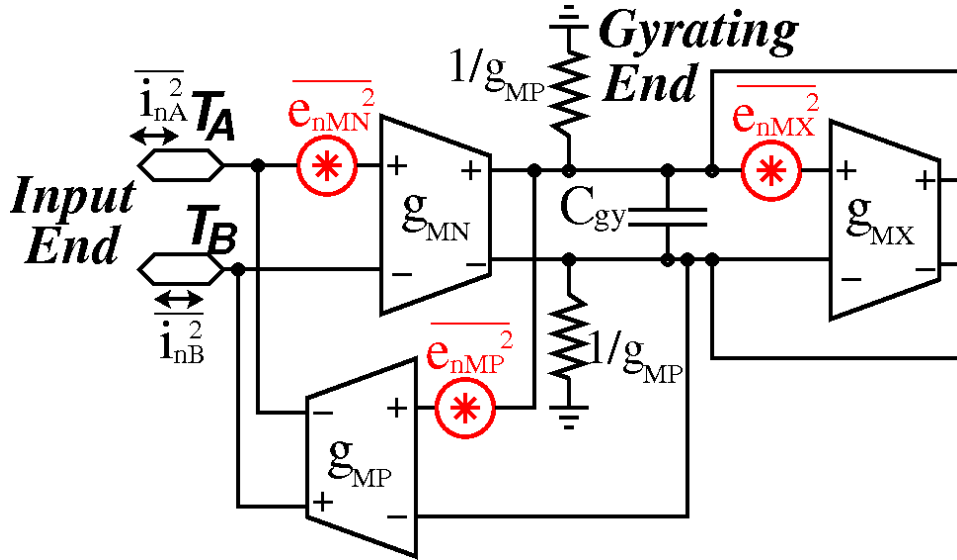 Gyrating
End
1/g_MP
i_nA^2
T_A
e_nMN^2
e_nMX^2
+
+
+
+
Input
End
g_MN
C_gy
g_MX
T_B
−
−
−
−
i_nB^2
e_nMP^2
1/g_MP
−
+
g_MP
+
−